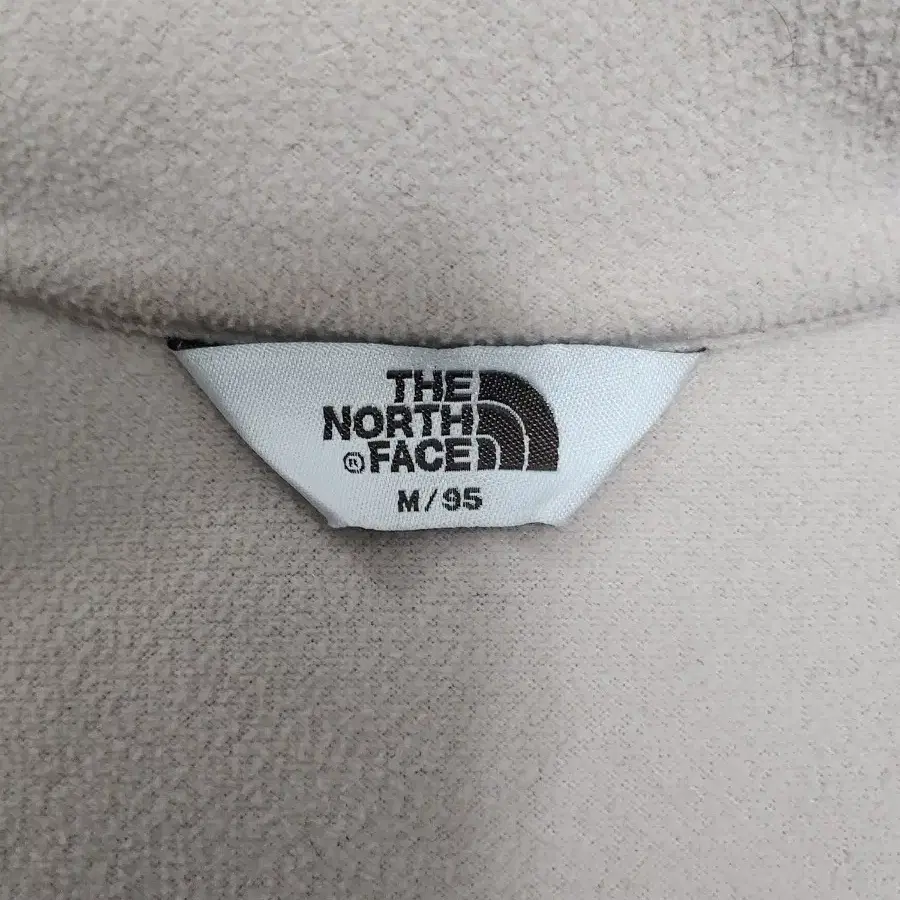 THE
NORTH
® FACE
M/95